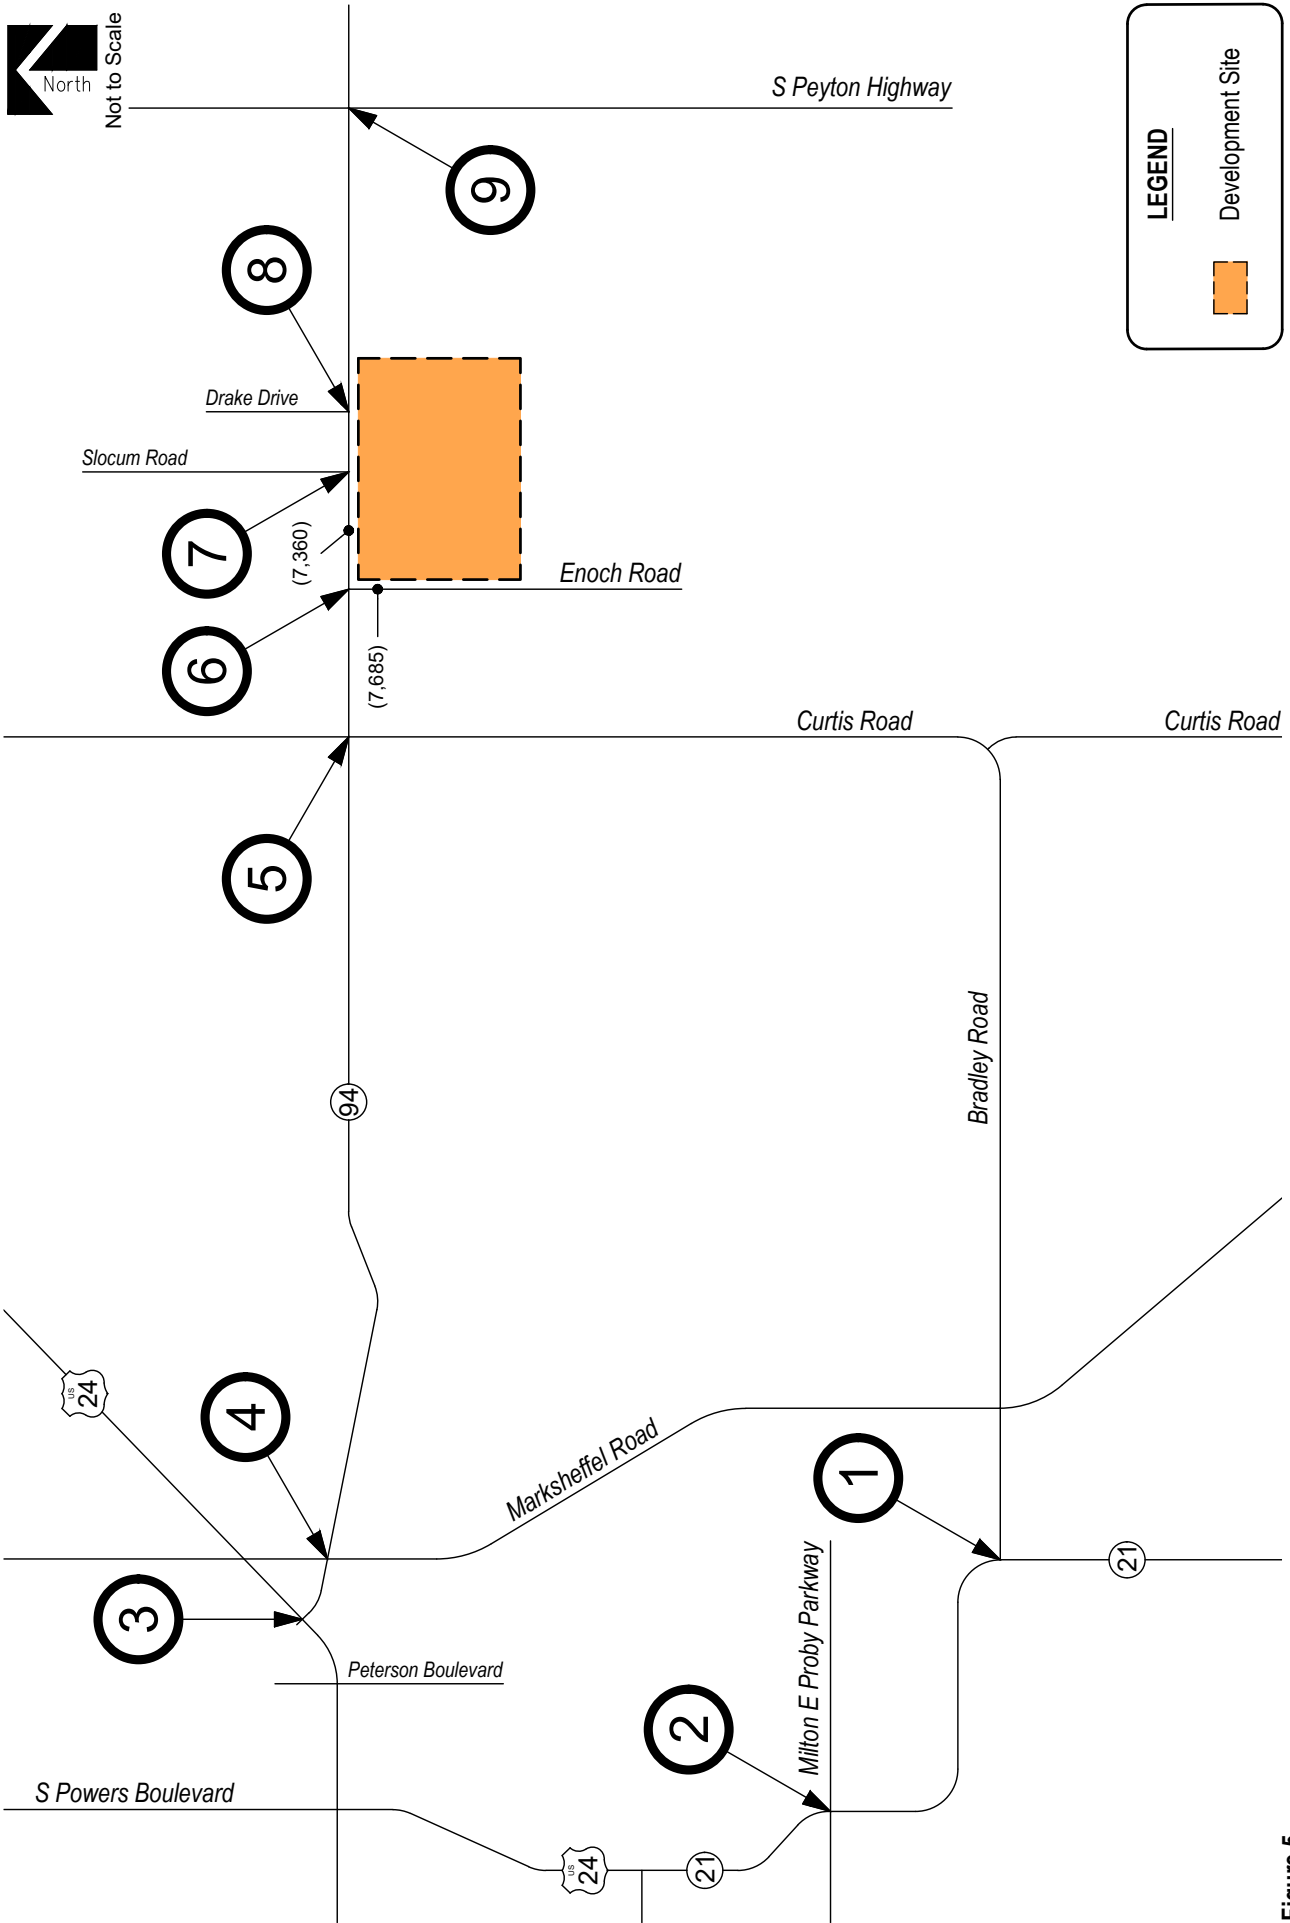 North
Not to Scale
S Peyton Highway
LEGEND
Development Site
9
8
Drake Drive
Slocum Road
7
(7,360)
Enoch Road
6
(7,685)
Curtis Road
Curtis Road
5
94
Bradley Road
US
24
4
Marksheffel Road
1
3
21
Milton E Proby Parkway
Peterson Boulevard
2
S Powers Boulevard
US
24
21
Figure 5